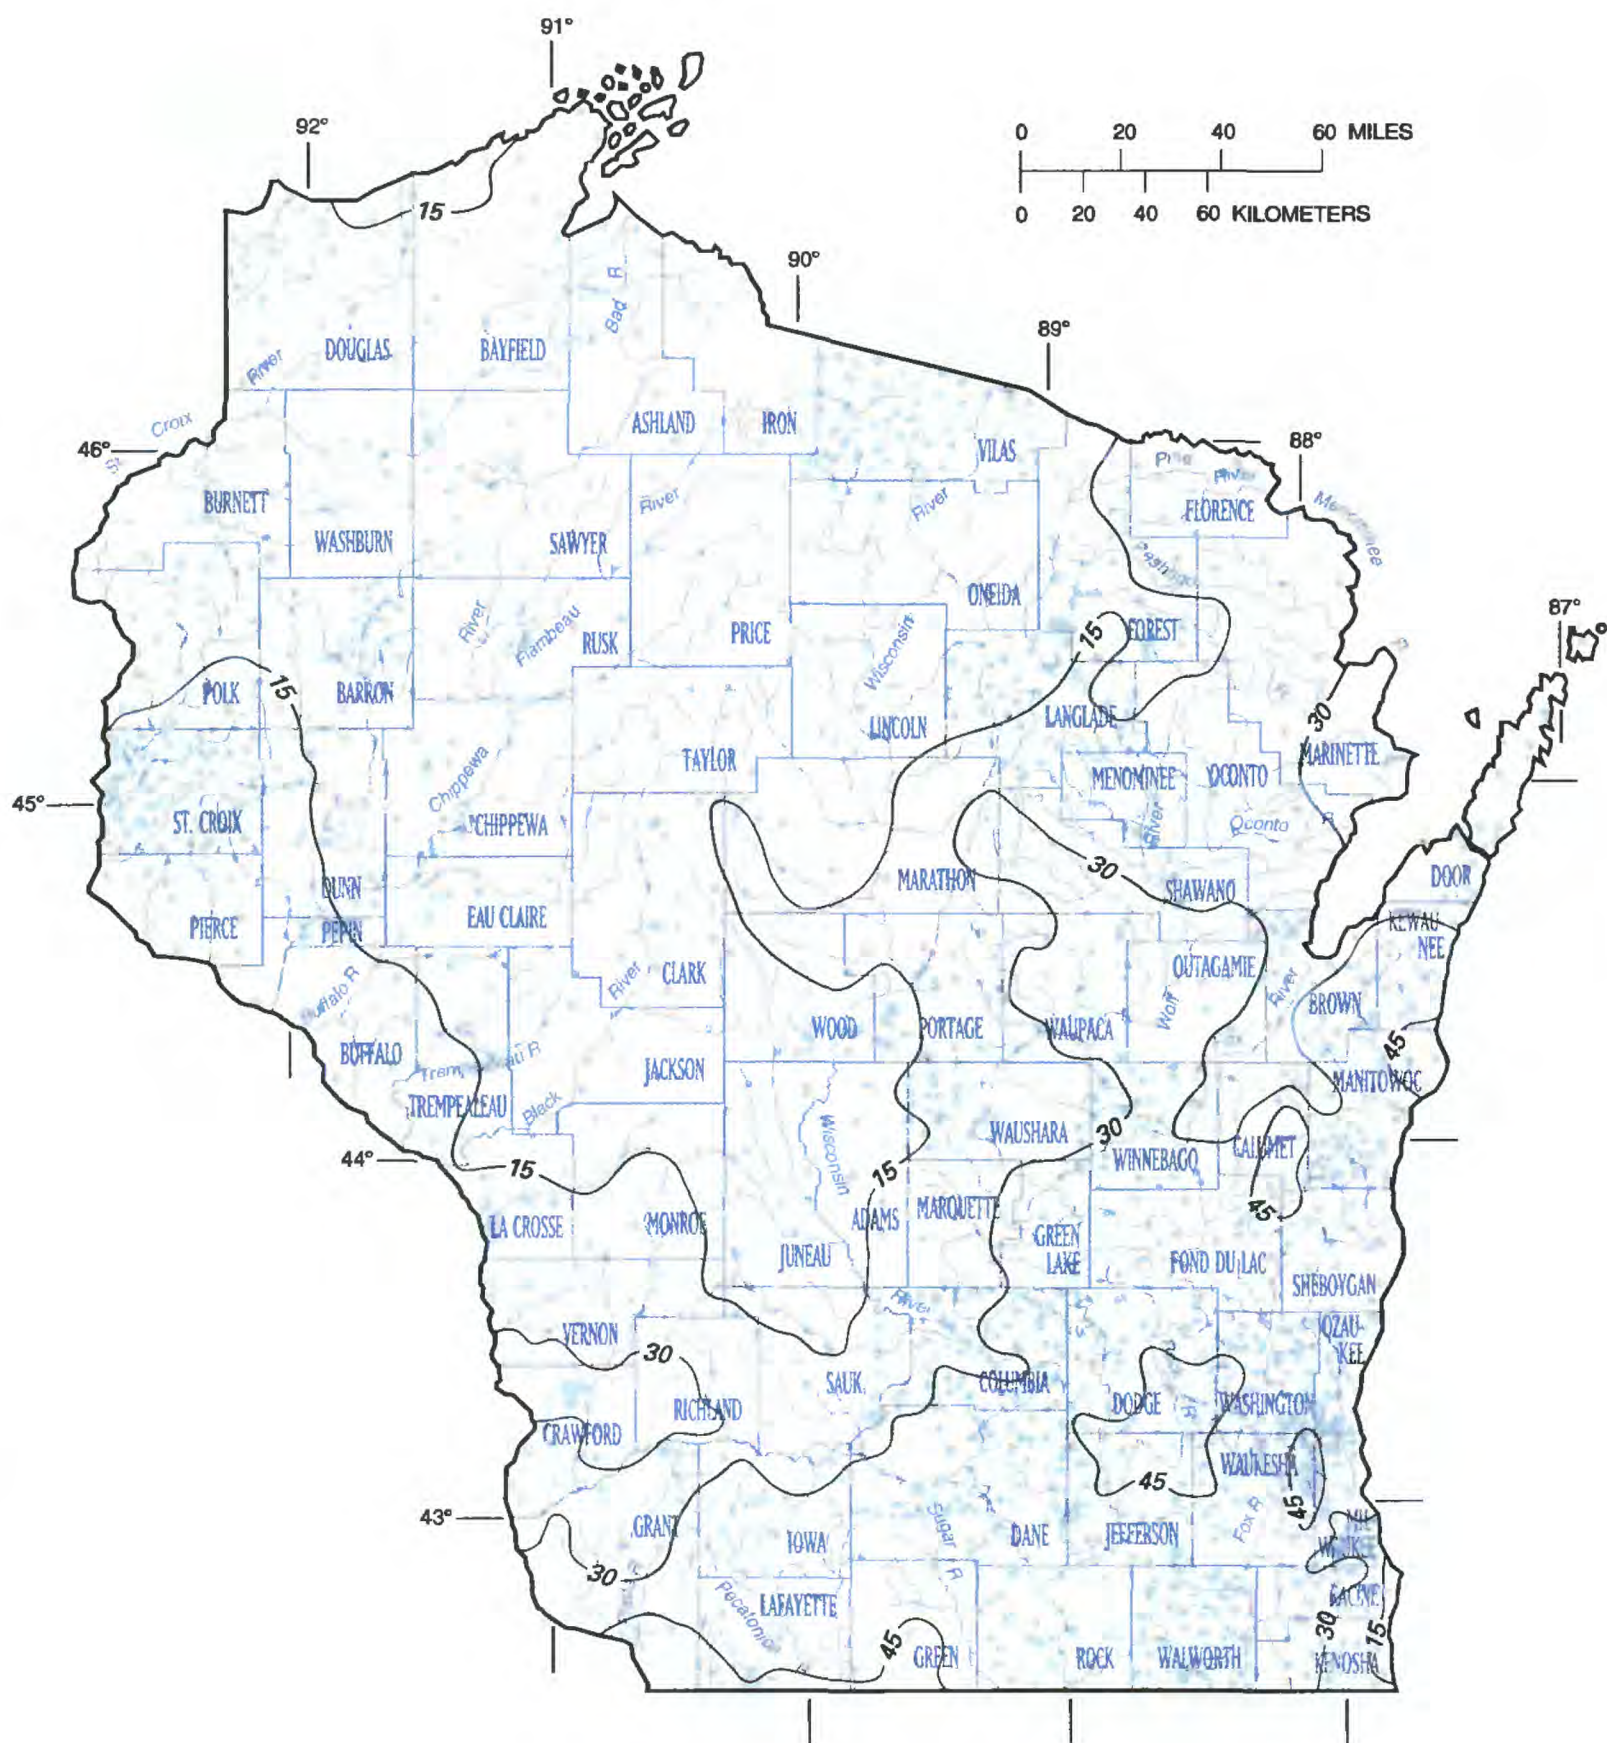 91°
92°
0 20 40 60 MILES
0 20 40 60 KILOMETERS
15
90°
Bad R
89°
DOUGLAS
BAYFIELD
River
ASHLAND
IRON
Croix
46°
VILAS
88°
River
BURNETT
River
River
FLORENCE
WASHBURN
SAWYER
ONEIDA
87°
River
Flambeau
RUSK
PRICE
Wisconsin
15
FOREST
POLK
15
BARRON
LINCOLN
LANGLADE
30
MARINETTE
TAYLOR
MENOMINEE
OCONTO
Chippewa
45°
ST. CROIX
CHIPPEWA
River
Oconto
R
30
DUNN
MARATHON
SHAWANO
DOOR
PIERCE
PEPIN
EAU CLAIRE
KEWAU-
NEE
CLARK
River
OUTAGAMIE
River
BROWN
Buffalo R
WOOD
PORTAGE
WAUPACA
Wolf
BUFFALO
45
JACKSON
MANITOWOC
TREMPEALEAU
Black
Wisconsin
WAUSHARA
30
CALUMET
WINNEBAGO
44°
15
15
45
LA CROSSE
MONROE
ADAMS
MARQUETTE
GREEN
LAKE
JUNEAU
FOND DU LAC
SHEBOYGAN
River
VERNON
30
OZAU-
KEE
SAUK
COLUMBIA
RICHLAND
DODGE
R
WASHINGTON
CRAWFORD
WAUKESHA
45
45
43°
GRANT
IOWA
Sugar R
DANE
JEFFERSON
Fox R
30
LAFAYETTE
Pecatonic
RACINE
45
GREEN
ROCK
WALWORTH
30
15
KENOSHA